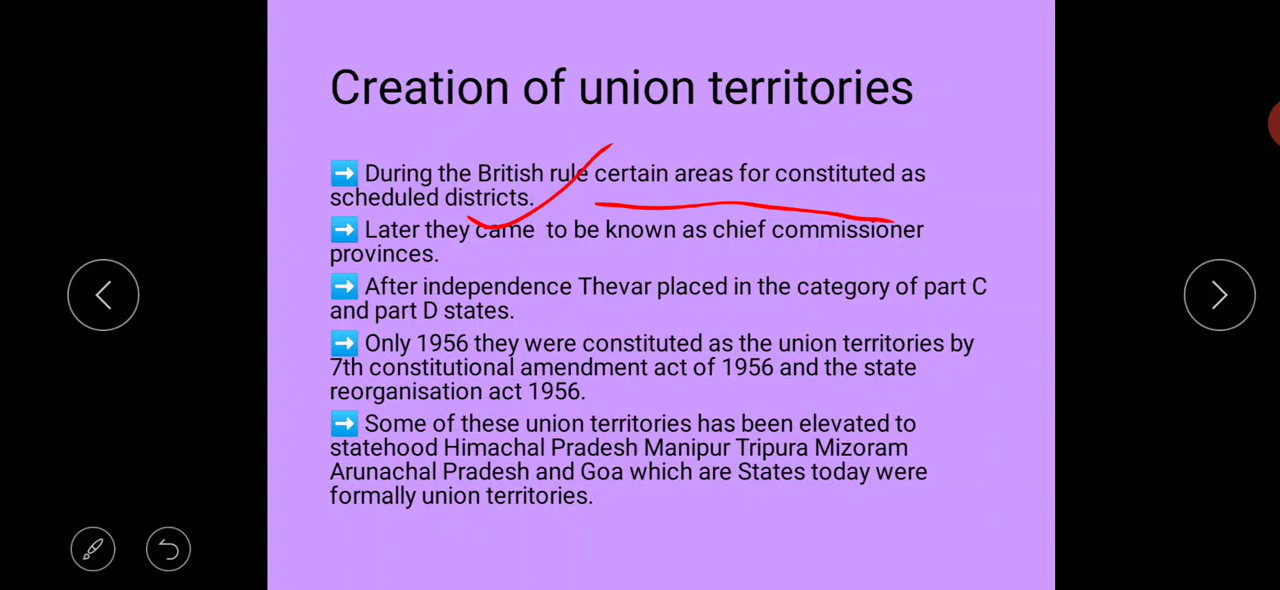 Creation of union territories
➡ During the British rule certain areas for constituted as
scheduled districts.
➡ Later they came to be known as chief commissioner
provinces.
➡ After independence Thevar placed in the category of part C
and part D states.
➡ Only 1956 they were constituted as the union territories by
7th constitutional amendment act of 1956 and the state
reorganisation act 1956.
➡ Some of these union territories has been elevated to
statehood Himachal Pradesh Manipur Tripura Mizoram
Arunachal Pradesh and Goa which are States today were
formally union territories.